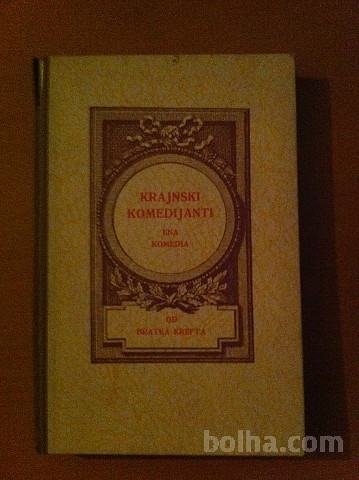 KRAJNSKI
KOMEDIJANTI
ENA
KOMEDIA
OD
BRATKA KREFTA
bolha.com